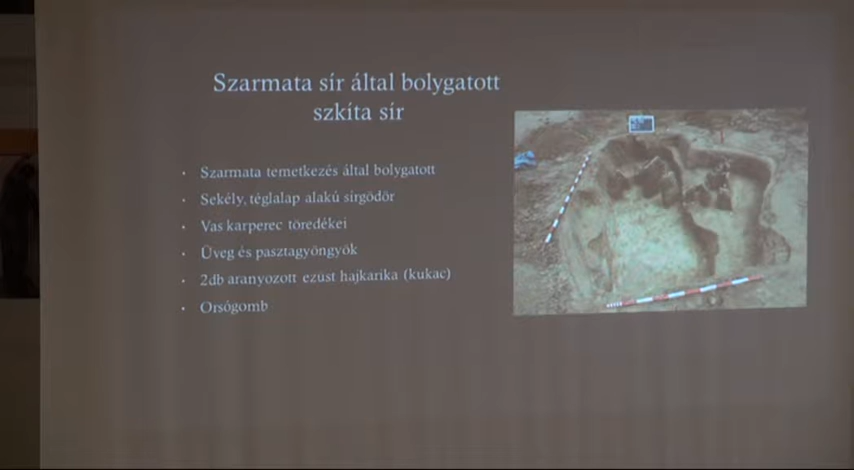 Szarmata sír által bolygatott
szkíta sír
· Szarmata temetkezés által bolygatott
· Sekély, téglalap alakú sírgödör
· Vas karperec töredékei
· Üveg és pasztagyöngyök
· 2db aranyozott ezüst hajkarika (kukac)
· Orsógomb